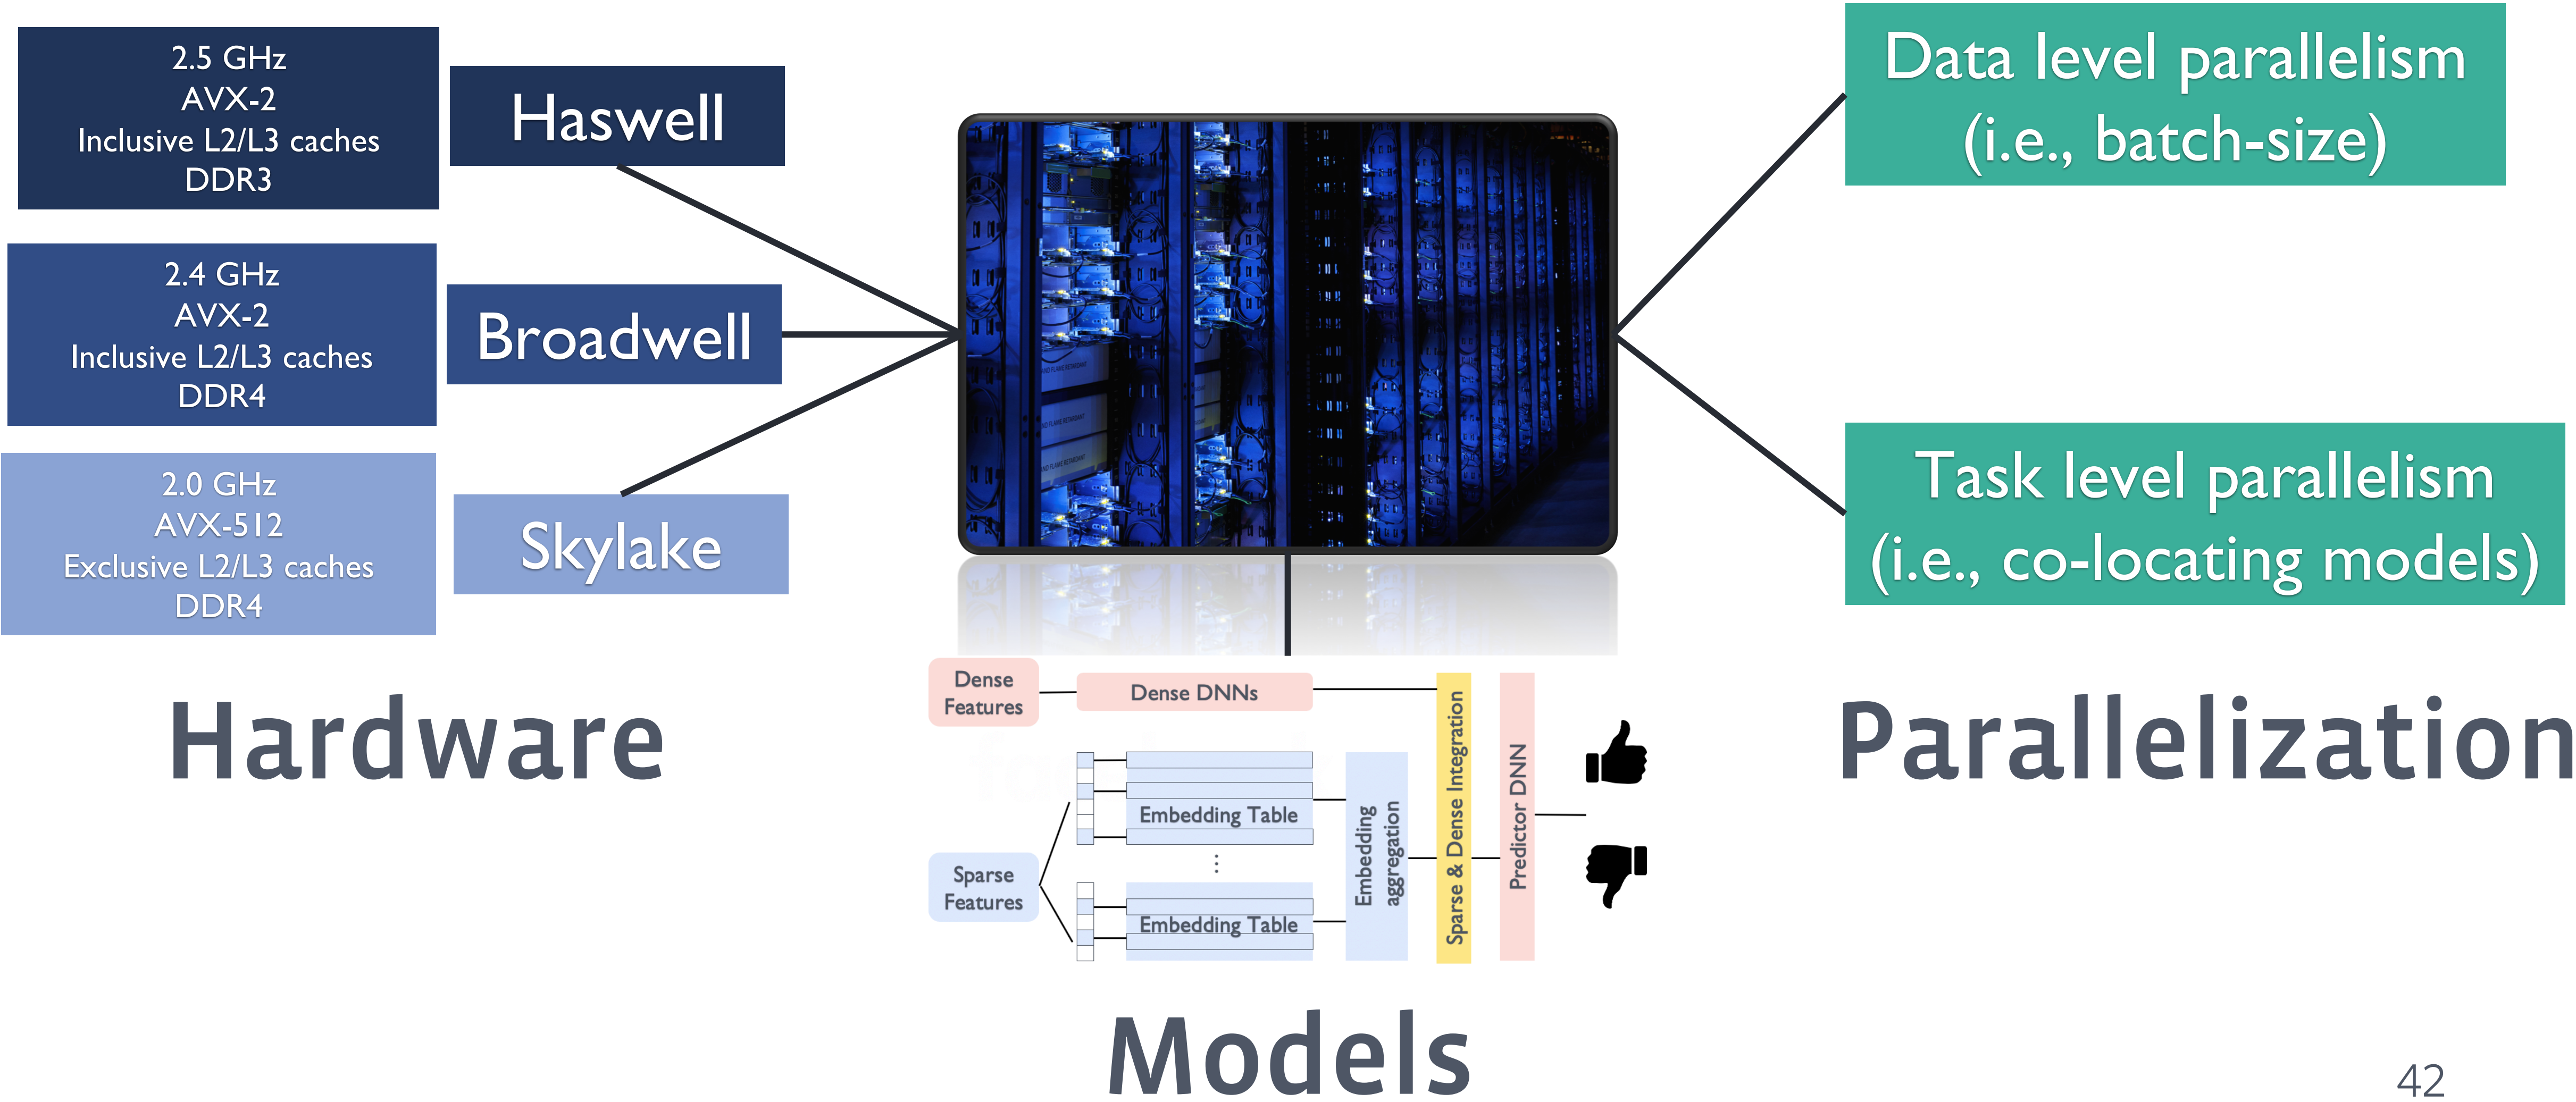 2.5 GHz
AVX-2
Inclusive L2/L3 caches
DDR3
Haswell
2.4 GHz
AVX-2
Inclusive L2/L3 caches
DDR4
Broadwell
2.0 GHz
AVX-512
Exclusive L2/L3 caches
DDR4
Skylake
Hardware
Data level parallelism
(i.e., batch-size)
Task level parallelism
(i.e., co-locating models)
Parallelization
Dense
Features
Dense DNNs
Sparse
Features
Embedding Table
⋮
Embedding Table
Embedding
aggregation
Sparse & Dense Integration
Predictor DNN
Models
42